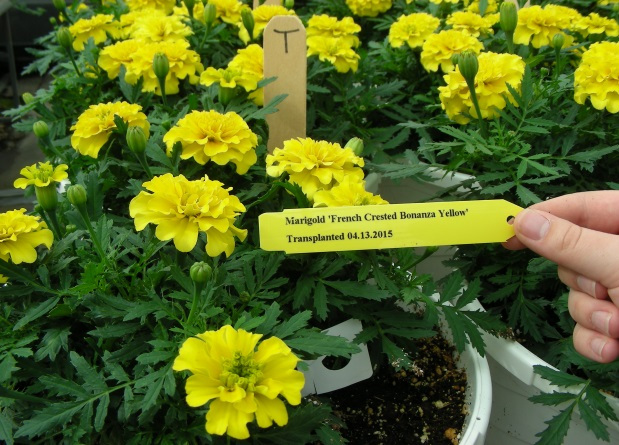 T
Marigold 'French Crested Bonanza Yellow'
Transplanted 04.13.2015